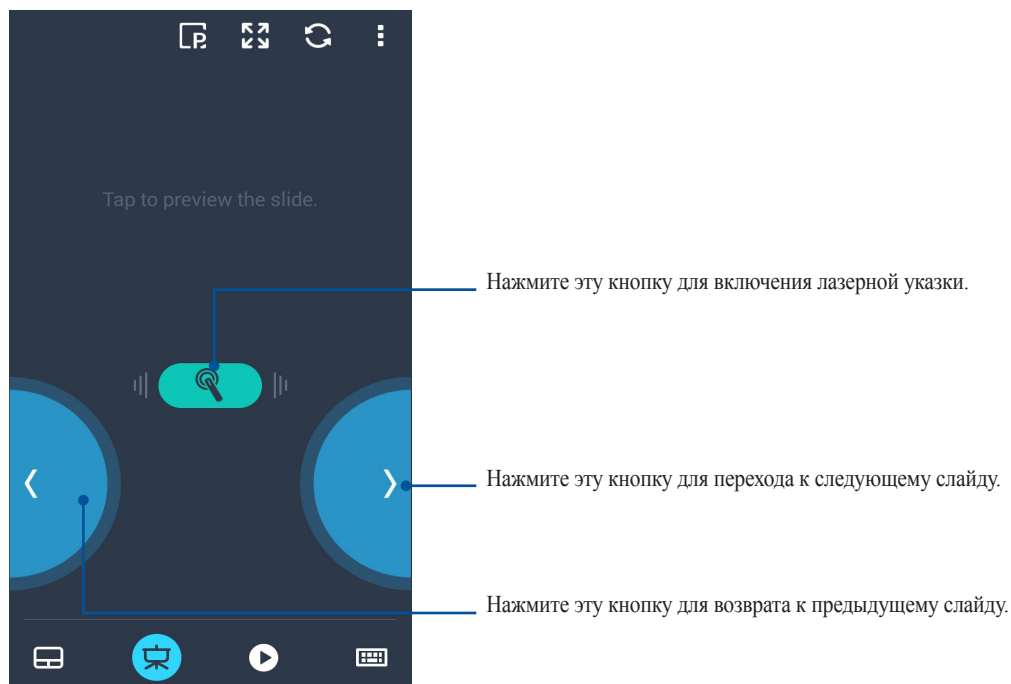 P
Tap to preview the slide.
Нажмите эту кнопку для включения лазерной указки.
Нажмите эту кнопку для перехода к следующему слайду.
Нажмите эту кнопку для возврата к предыдущему слайду.